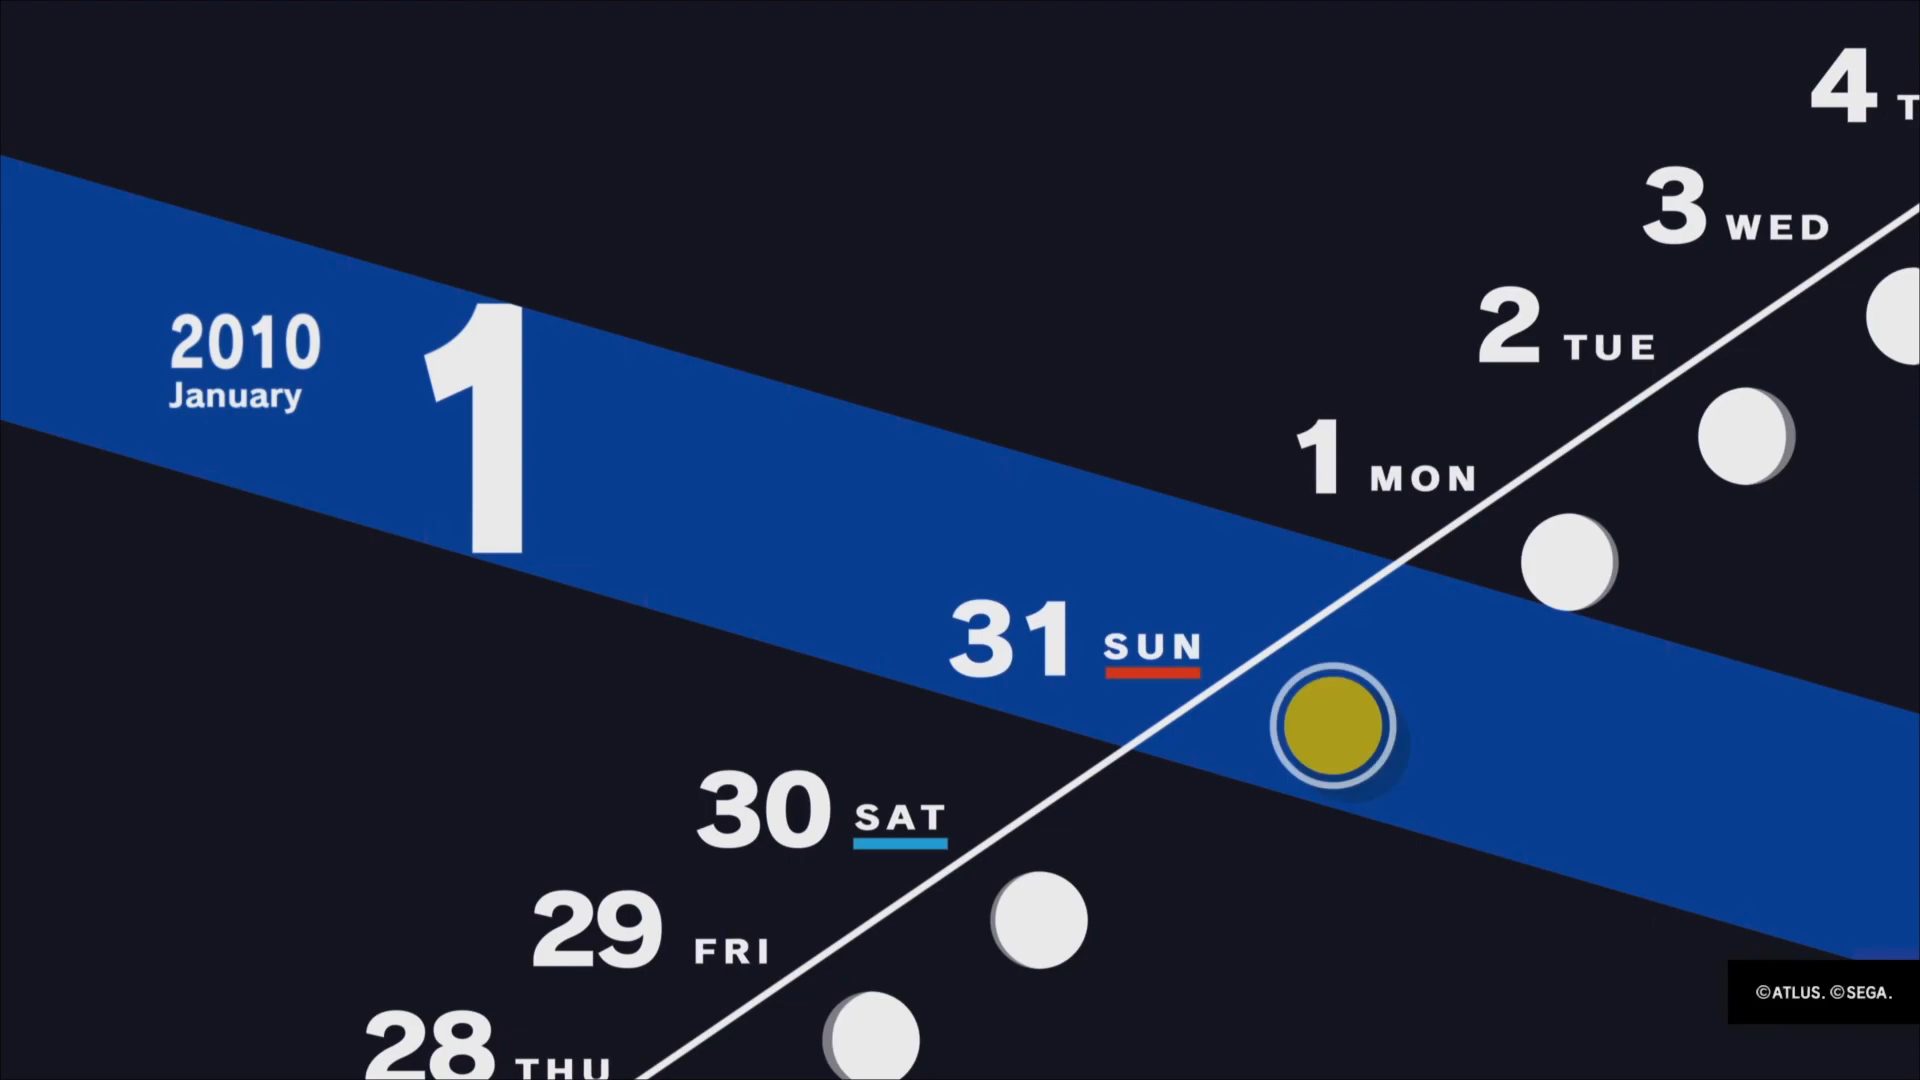 4 T
3 WED
2 TUE
2010
January
1
1 MON
31 SUN
30 SAT
29 FRI
28 THU
©ATLUS. ©SEGA.